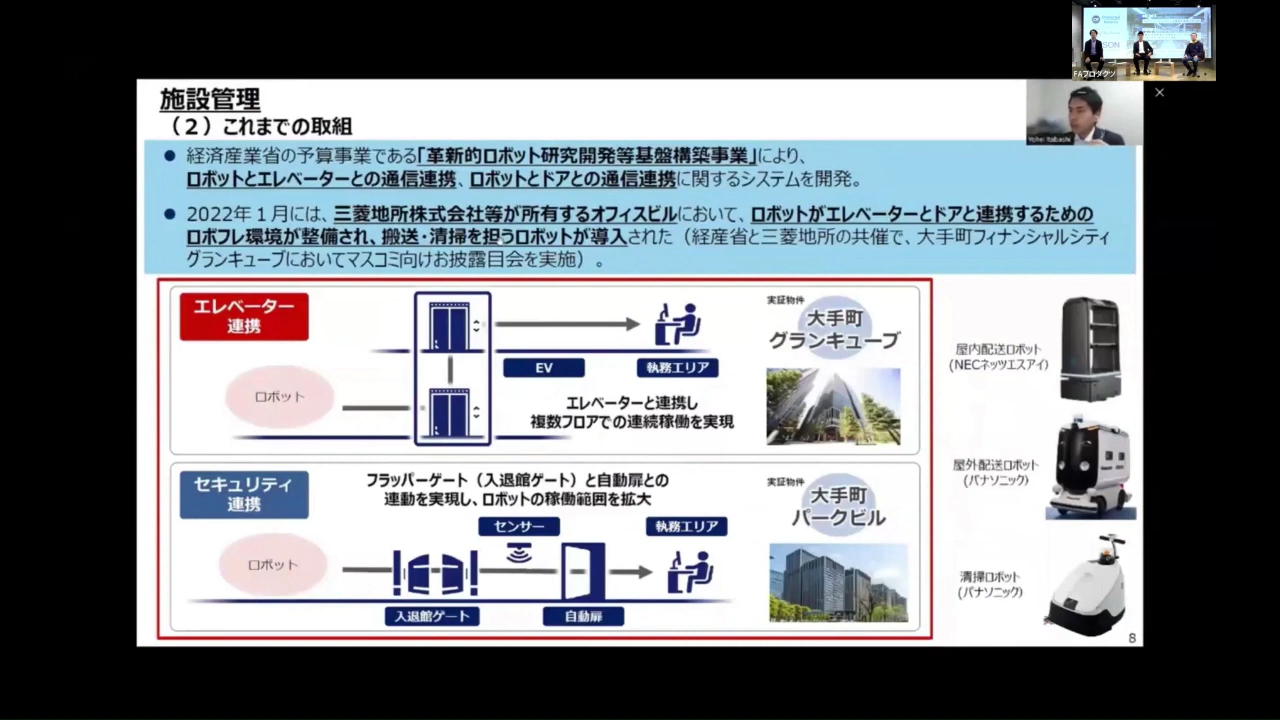 施設管理
（2）これまでの取組
● 経済産業省の予算事業である「革新的ロボット研究開発等基盤構築事業」により、
ロボットとエレベーターとの通信連携、ロボットとドアとの通信連携に関するシステムを開発。
● 2022年1月には、三菱地所株式会社等が所有するオフィスビルにおいて、ロボットがエレベーターとドアと連携するための
ロボフレ環境が整備され、搬送・清掃を担うロボットが導入された（経産省と三菱地所の共催で、大手町フィナンシャルシティ
グランキューブにおいてマスコミ向けお披露目会を実施）。
エレベーター
連携
ロボット
EV
執務エリア
エレベーターと連携し
複数フロアでの連続稼働を実現
実証物件
大手町
グランキューブ
セキュリティ
連携
フラッパーゲート（入退館ゲート）と自動扉との
連動を実現し、ロボットの稼働範囲を拡大
センサー
執務エリア
ロボット
入退館ゲート
自動扉
実証物件
大手町
パークビル
屋内配送ロボット
(NECネッツエスアイ)
屋外配送ロボット
(パナソニック)
清掃ロボット
(パナソニック)
8
FAプロダクツ
Yohei Itabashi